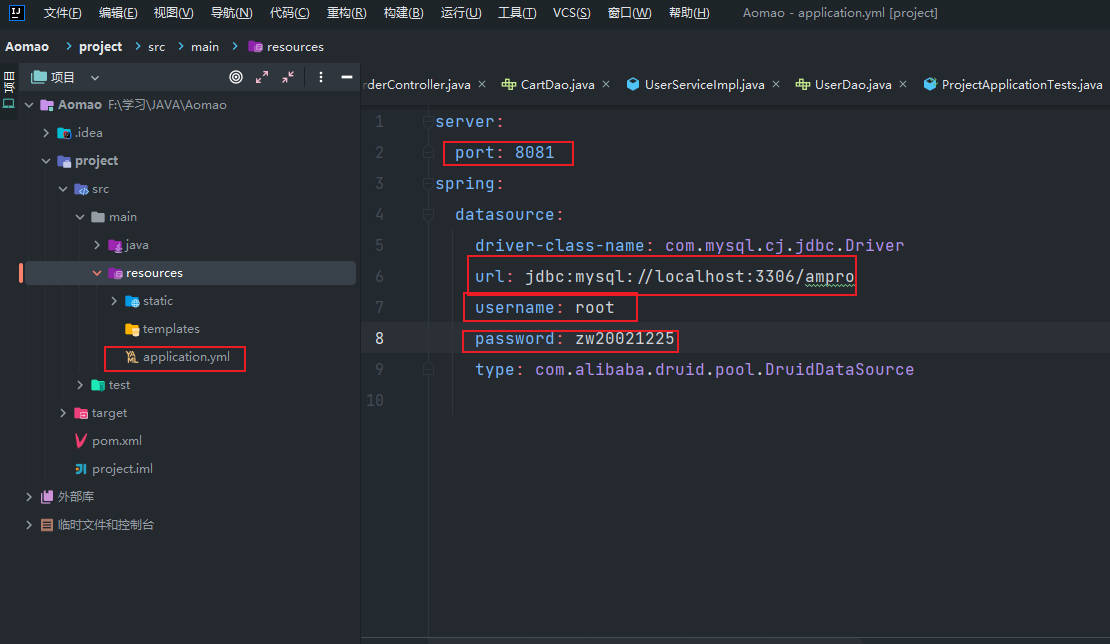 文件(F) 编辑(E) 视图(V) 导航(N) 代码(C) 重构(R) 构建(B) 运行(U) 工具(T) VCS(S) 窗口(W) 帮助(H) Aomao - application.yml [project]
Aomao > project > src > main > resources
项目
项目
Aomao F:\学习\JAVA\Aomao
.idea
project
src
main
java
resources
static
templates
application.yml
test
target
pom.xml
project.iml
外部库
临时文件和控制台
rderController.java × CartDao.java × UserServiceImpl.java × UserDao.java × ProjectApplicationTests.java
1 server:
2 port: 8081
3 spring:
4 datasource:
5 driver-class-name: com.mysql.cj.jdbc.Driver
6 url: jdbc:mysql://localhost:3306/ampro
7 username: root
8 password: zw20021225
9 type: com.alibaba.druid.pool.DruidDataSource
10